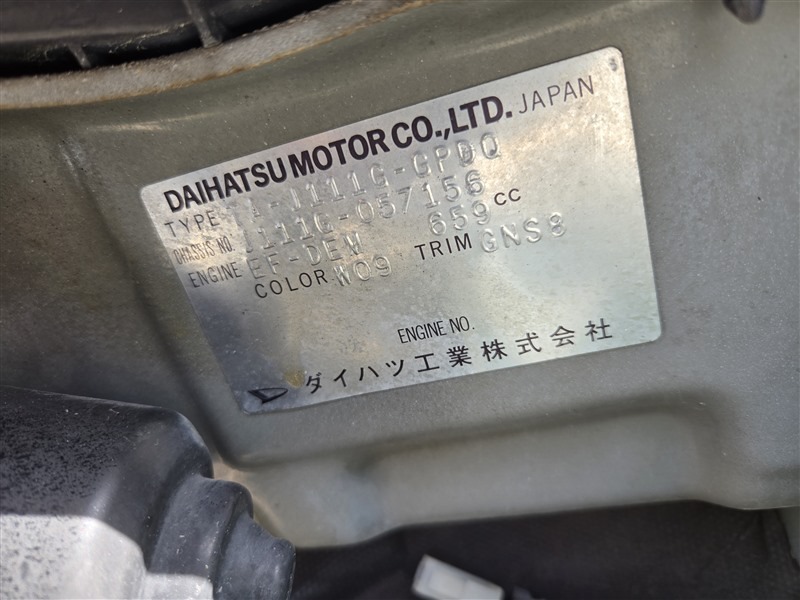 DAIHATSU MOTOR CO.,LTD. JAPAN
TYPE TA-J111G-GPDQ
CHASSIS NO. J111G-057156
ENGINE EF-DEM 659 CC
COLOR W09 TRIM GNS8
ENGINE NO.
ダイハツ工業株式会社